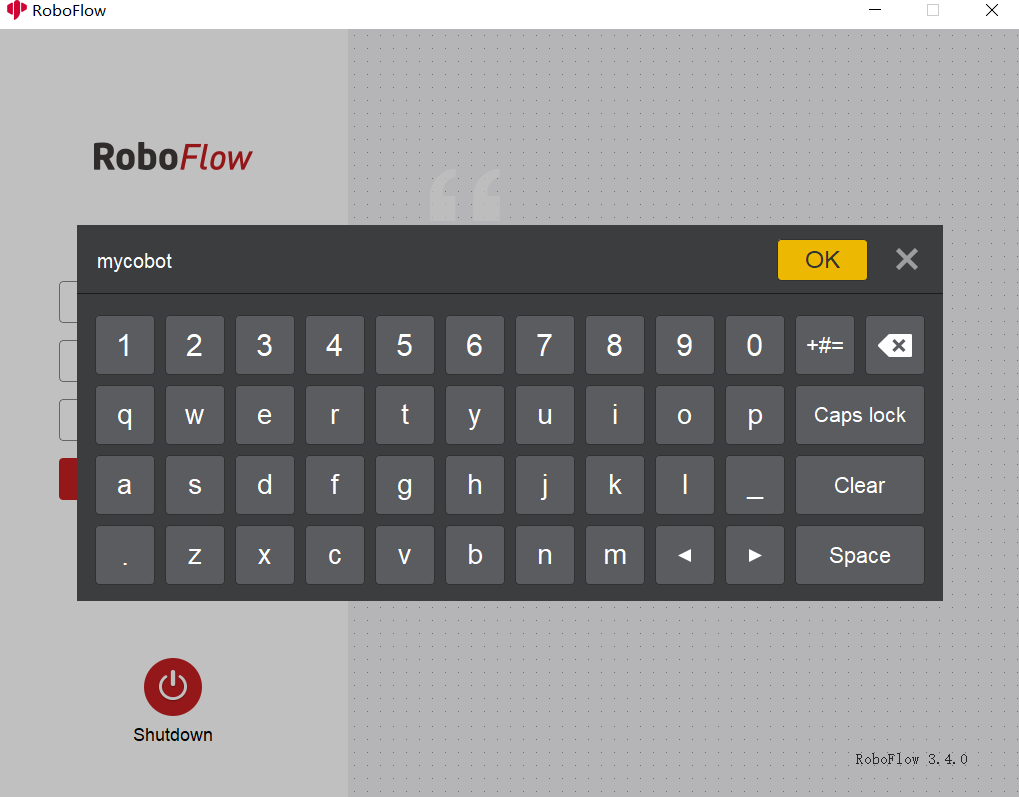 RoboFlow
RoboFlow
“
mycobot OK
1 2 3 4 5 6 7 8 9 0 +#=
q w e r t y u i o p Caps lock
a s d f g h j k l _ Clear
. z x c v b n m ◄ ► Space
Shutdown
RoboFlow 3.4.0